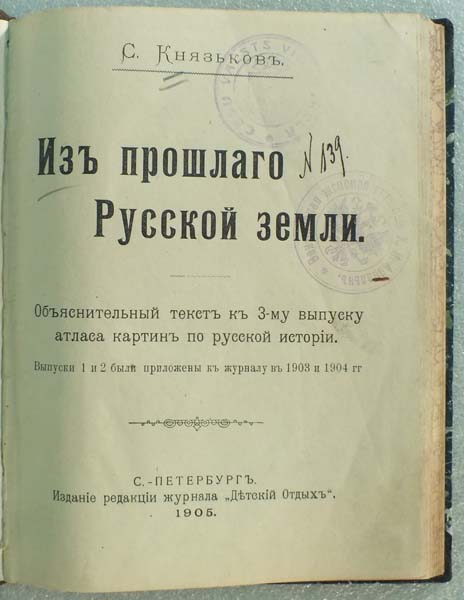 С. Князьковъ.
Изъ прошлаго
N 139.
Русской земли.
Объяснительный текстъ къ 3-му выпуску
атласа картинъ по русской исторіи.
Выпуски 1 и 2 были приложены къ журналу въ 1903 и 1904 гг
С.-ПЕТЕРБУРГЪ.
Изданіе редакціи журнала „Дѣтскій Отдыхъ“.
1905.